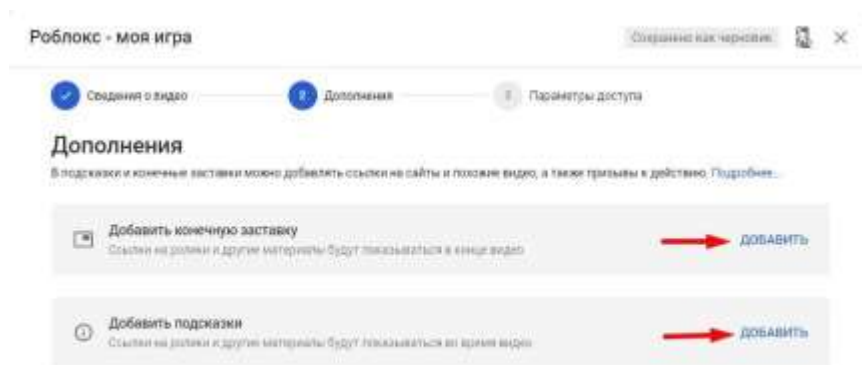 Роблокс - моя игра
Сохранено как черновик
Сведения о видео
2 Дополнения
3 Параметры доступа
Дополнения
В подсказки и конечные заставки можно добавлять ссылки на сайты и похожие видео, а также призывы к действию. Подробнее...
Добавить конечную заставку
ДОБАВИТЬ
Ссылки на ролики и другие материалы будут показываться в конце видео
Добавить подсказки
ДОБАВИТЬ
Ссылки на ролики и другие материалы будут показываться во время видео